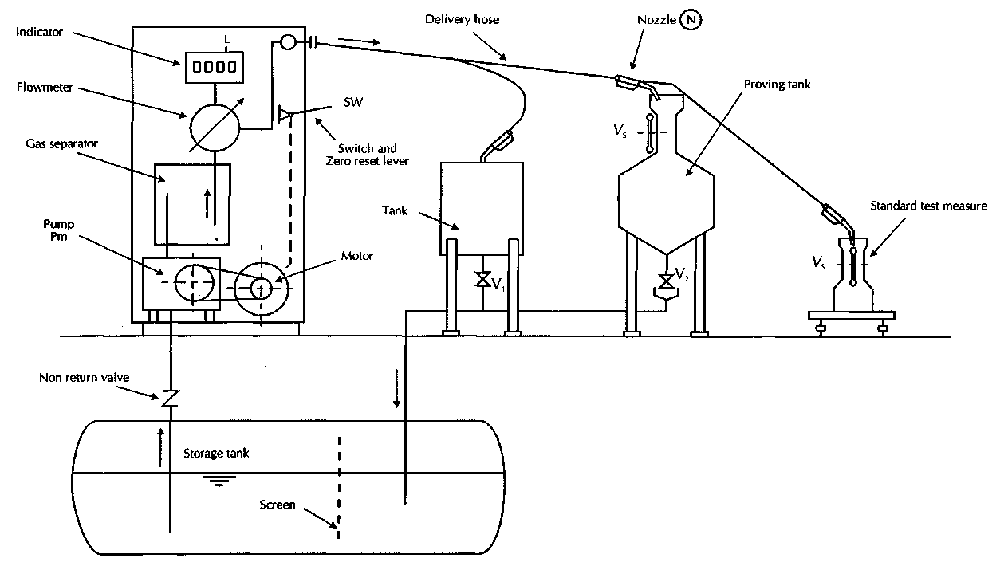 Delivery hose
Nozzle N
Indicator
L
0000
Flowmeter
Proving tank
SW
Vs
Gas separator
Switch and
Zero reset lever
Tank
Standard test measure
Pump
Pm
Motor
Vs
V1
V2
Non return valve
Storage tank
Screen